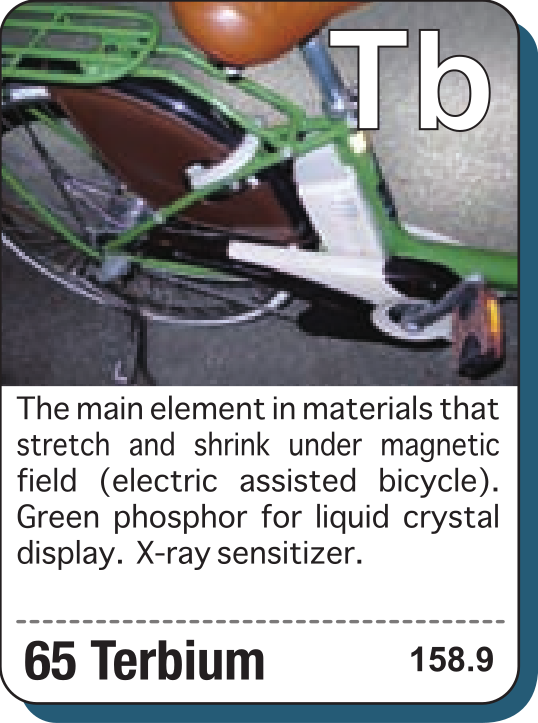 Tb
The main element in materials that
stretch and shrink under magnetic
field (electric assisted bicycle).
Green phosphor for liquid crystal
display. X-ray sensitizer.
65 Terbium 158.9